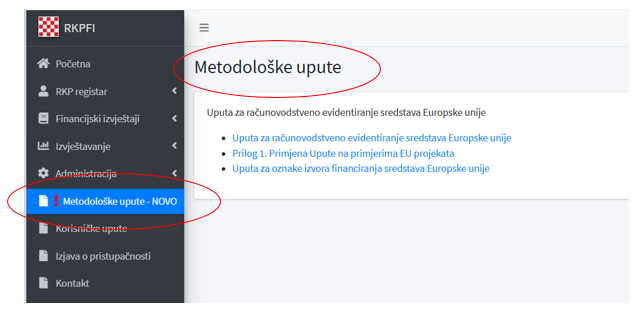 RKPFI
Početna
RKP registar
Financijski izvještaji
Izvještavanje
Administracija
! Metodološke upute - NOVO
Korisničke upute
Izjava o pristupačnosti
Kontakt
Metodološke upute
Uputa za računovodstveno evidentiranje sredstava Europske unije
Uputa za računovodstveno evidentiranje sredstava Europske unije
Prilog 1. Primjena Upute na primjerima EU projekata
Uputa za oznake izvora financiranja sredstava Europske unije